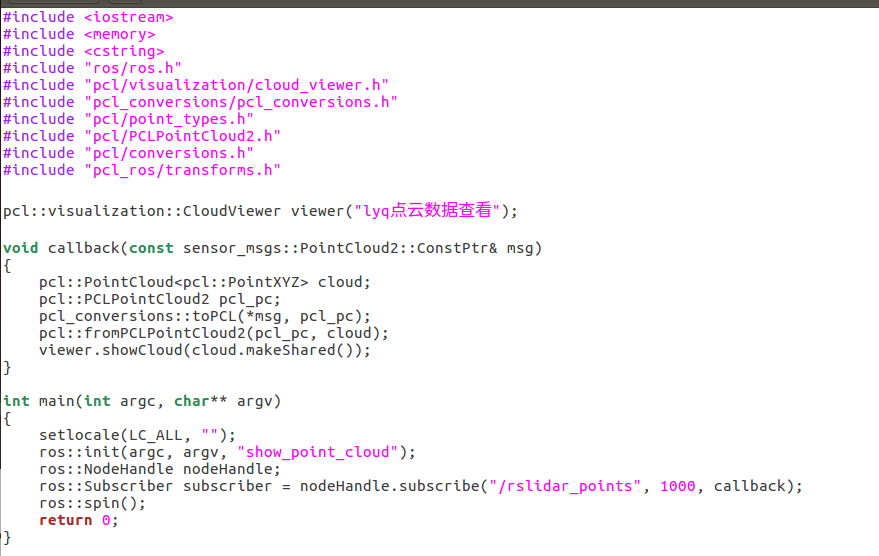 #include <iostream>
#include <memory>
#include <cstring>
#include "ros/ros.h"
#include "pcl/visualization/cloud_viewer.h"
#include "pcl_conversions/pcl_conversions.h"
#include "pcl/point_types.h"
#include "pcl/PCLPointCloud2.h"
#include "pcl/conversions.h"
#include "pcl_ros/transforms.h"
pcl::visualization::CloudViewer viewer("lyq点云数据查看");
void callback(const sensor_msgs::PointCloud2::ConstPtr& msg)
{
    pcl::PointCloud<pcl::PointXYZ> cloud;
    pcl::PCLPointCloud2 pcl_pc;
    pcl_conversions::toPCL(*msg, pcl_pc);
    pcl::fromPCLPointCloud2(pcl_pc, cloud);
    viewer.showCloud(cloud.makeShared());
}
int main(int argc, char** argv)
{
    setlocale(LC_ALL, "");
    ros::init(argc, argv, "show_point_cloud");
    ros::NodeHandle nodeHandle;
    ros::Subscriber subscriber = nodeHandle.subscribe("/rslidar_points", 1000, callback);
    ros::spin();
    return 0;
}